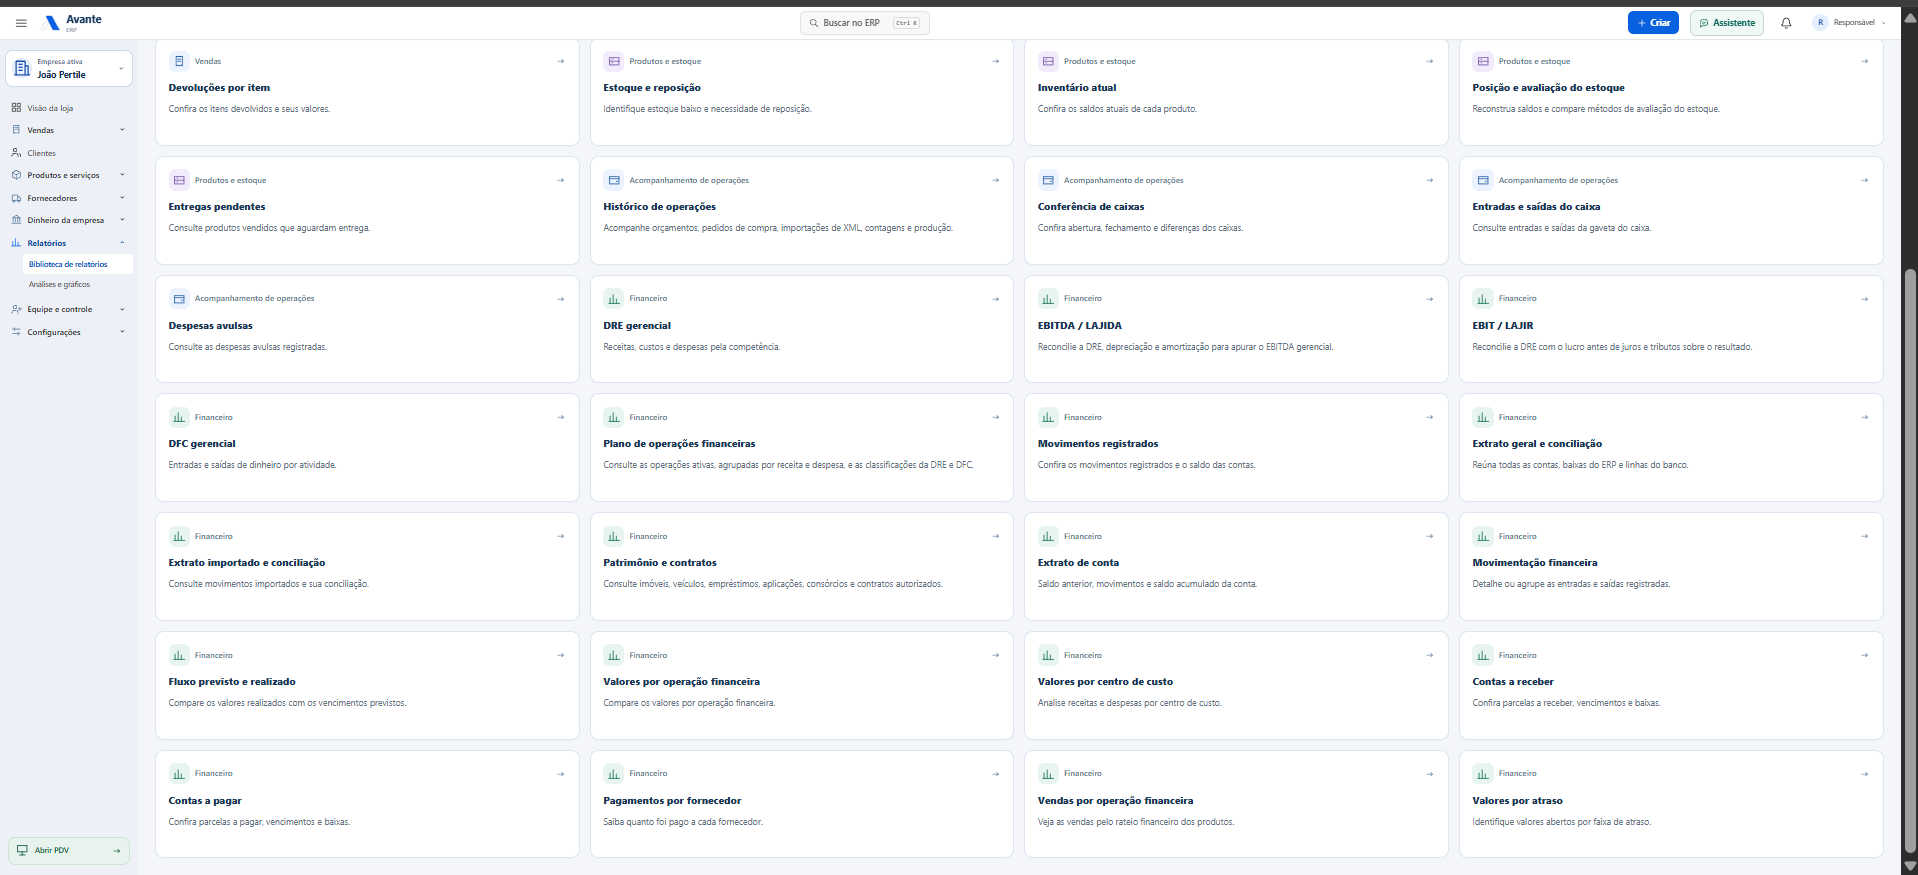 Avante
ERP
Buscar no ERP
Ctrl K
Criar
Assistente
R
Responsável
Empresa ativa
João Pertile
Visão da loja
Vendas
Clientes
Produtos e serviços
Fornecedores
Dinheiro da empresa
Relatórios
Biblioteca de relatórios
Análises e gráficos
Equipe e controle
Configurações
Abrir PDV
Vendas
Devoluções por item
Confira os itens devolvidos e seus valores.
Produtos e estoque
Estoque e reposição
Identifique estoque baixo e necessidade de reposição.
Produtos e estoque
Inventário atual
Confira os saldos atuais de cada produto.
Produtos e estoque
Posição e avaliação do estoque
Reconstrua saldos e compare métodos de avaliação do estoque.
Produtos e estoque
Entregas pendentes
Consulte produtos vendidos que aguardam entrega.
Acompanhamento de operações
Histórico de operações
Acompanhe orçamentos, pedidos de compra, importações de XML, contagens e produção.
Acompanhamento de operações
Conferência de caixas
Confira abertura, fechamento e diferenças dos caixas.
Acompanhamento de operações
Entradas e saídas do caixa
Consulte entradas e saídas da gaveta do caixa.
Acompanhamento de operações
Despesas avulsas
Consulte as despesas avulsas registradas.
Financeiro
DRE gerencial
Receitas, custos e despesas pela competência.
Financeiro
EBITDA / LAJIDA
Reconcilie a DRE, depreciação e amortização para apurar o EBITDA gerencial.
Financeiro
EBIT / LAJIR
Reconcilie a DRE com o lucro antes de juros e tributos sobre o resultado.
Financeiro
DFC gerencial
Entradas e saídas de dinheiro por atividade.
Financeiro
Plano de operações financeiras
Consulte as operações ativas, agrupadas por receita e despesa, e as classificações da DRE e DFC.
Financeiro
Movimentos registrados
Confira os movimentos registrados e o saldo das contas.
Financeiro
Extrato geral e conciliação
Reúna todas as contas, baixas do ERP e linhas do banco.
Financeiro
Extrato importado e conciliação
Consulte movimentos importados e sua conciliação.
Financeiro
Patrimônio e contratos
Consulte imóveis, veículos, empréstimos, aplicações, consórcios e contratos autorizados.
Financeiro
Extrato de conta
Saldo anterior, movimentos e saldo acumulado da conta.
Financeiro
Movimentação financeira
Detalhe ou agrupe as entradas e saídas registradas.
Financeiro
Fluxo previsto e realizado
Compare os valores realizados com os vencimentos previstos.
Financeiro
Valores por operação financeira
Compare os valores por operação financeira.
Financeiro
Valores por centro de custo
Analise receitas e despesas por centro de custo.
Financeiro
Contas a receber
Confira parcelas a receber, vencimentos e baixas.
Financeiro
Contas a pagar
Confira parcelas a pagar, vencimentos e baixas.
Financeiro
Pagamentos por fornecedor
Saiba quanto foi pago a cada fornecedor.
Financeiro
Vendas por operação financeira
Veja as vendas pelo rateio financeiro dos produtos.
Financeiro
Valores por atraso
Identifique valores abertos por faixa de atraso.